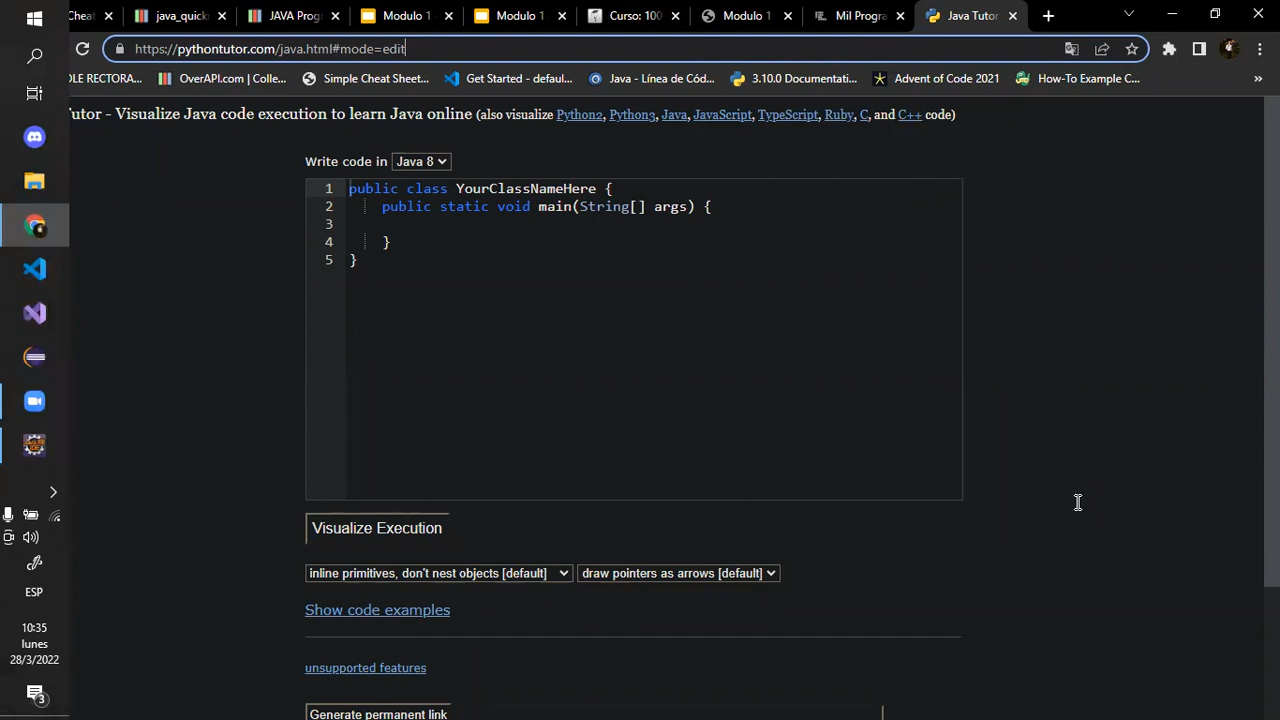 Cheat
java_quick
JAVA Prog
Modulo 1
Modulo 1
Curso: 100
Modulo 1
Mil Progra
Java Tutor
https://pythontutor.com/java.html#mode=edit
OLE RECTORA...
OverAPI.com | Colle...
Simple Cheat Sheet...
Get Started - defaul...
Java - Línea de Cód...
3.10.0 Documentati...
Advent of Code 2021
How-To Example C...
»
Tutor - Visualize Java code execution to learn Java online (also visualize Python2, Python3, Java, JavaScript, TypeScript, Ruby, C, and C++ code)
Write code in Java 8
1 public class YourClassNameHere {
2 public static void main(String[] args) {
3
4 }
5 }
Visualize Execution
inline primitives, don't nest objects [default] draw pointers as arrows [default]
Show code examples
unsupported features
Generate permanent link
ESP
10:35
lunes
28/3/2022
3